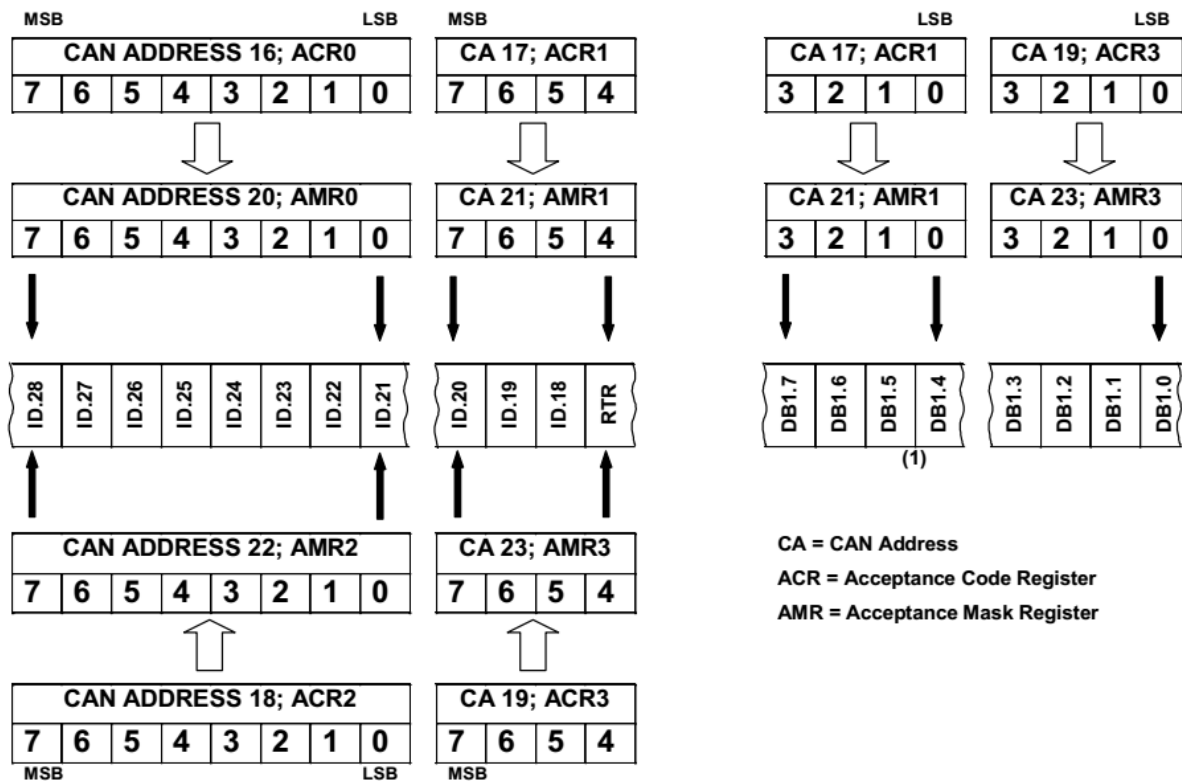 MSB LSB MSB LSB LSB
CAN ADDRESS 16; ACR0 CA 17; ACR1 CA 17; ACR1 CA 19; ACR3
7 6 5 4 3 2 1 0 7 6 5 4 3 2 1 0 3 2 1 0
CAN ADDRESS 20; AMR0 CA 21; AMR1 CA 21; AMR1 CA 23; AMR3
7 6 5 4 3 2 1 0 7 6 5 4 3 2 1 0 3 2 1 0
ID.28 ID.27 ID.26 ID.25 ID.24 ID.23 ID.22 ID.21 ID.20 ID.19 ID.18 RTR DB1.7 DB1.6 DB1.5 DB1.4 DB1.3 DB1.2 DB1.1 DB1.0
(1)
CAN ADDRESS 22; AMR2 CA 23; AMR3
7 6 5 4 3 2 1 0 7 6 5 4
CAN ADDRESS 18; ACR2 CA 19; ACR3
7 6 5 4 3 2 1 0 7 6 5 4
MSB LSB MSB
CA = CAN Address
ACR = Acceptance Code Register
AMR = Acceptance Mask Register